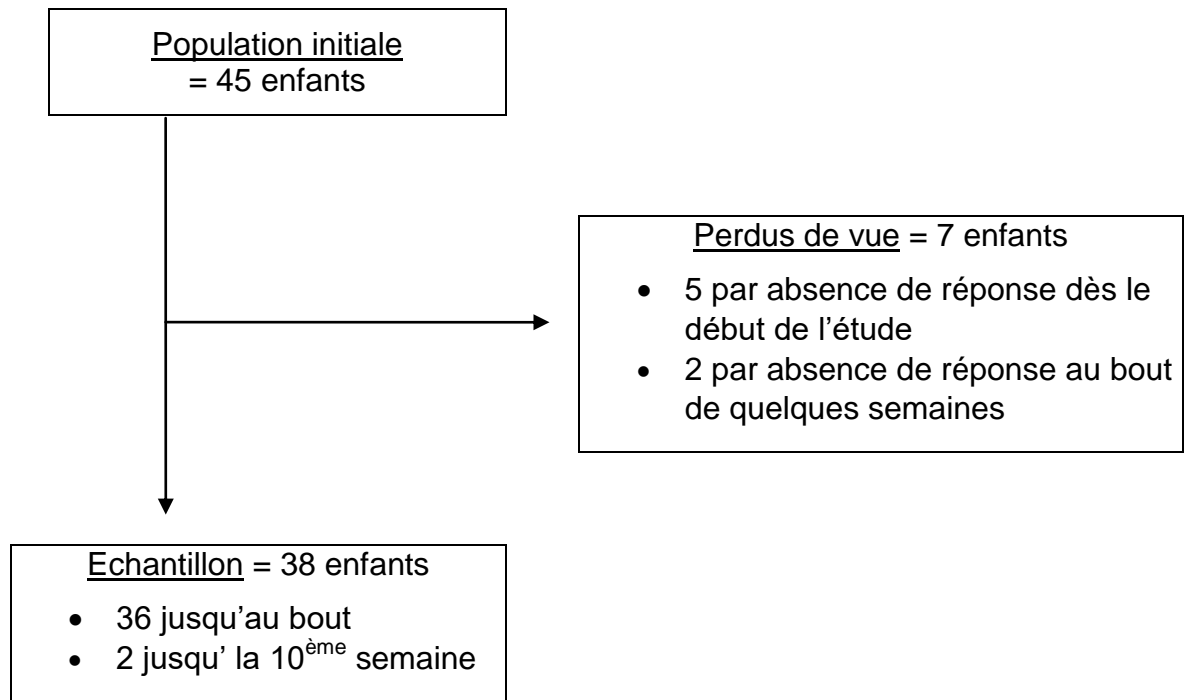 Population initiale
= 45 enfants
Perdus de vue = 7 enfants
• 5 par absence de réponse dès le
début de l’étude
• 2 par absence de réponse au bout
de quelques semaines
Echantillon = 38 enfants
• 36 jusqu’au bout
• 2 jusqu’ la 10ème semaine